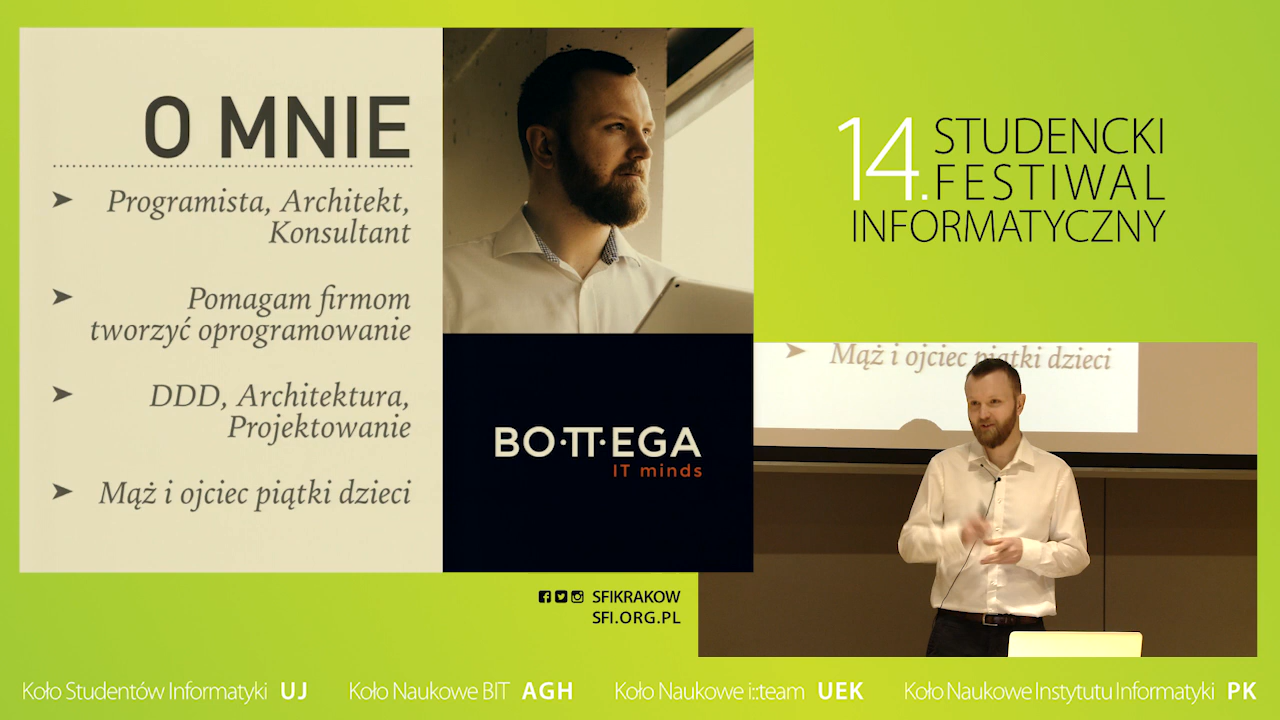 O MNIE
➤ Programista, Architekt,
Konsultant
➤ Pomagam firmom
tworzyć oprogramowanie
➤ DDD, Architektura,
Projektowanie
➤ Mąż i ojciec piątki dzieci
BO·TT·EGA
IT minds
14. STUDENCKI
FESTIWAL
INFORMATYCZNY
➤ Mąż i ojciec piątki dzieci
SFIKRAKOW
SFI.ORG.PL
Koło Studentów Informatyki UJ
Koło Naukowe BIT AGH
Koło Naukowe i::team UEK
Koło Naukowe Instytutu Informatyki PK